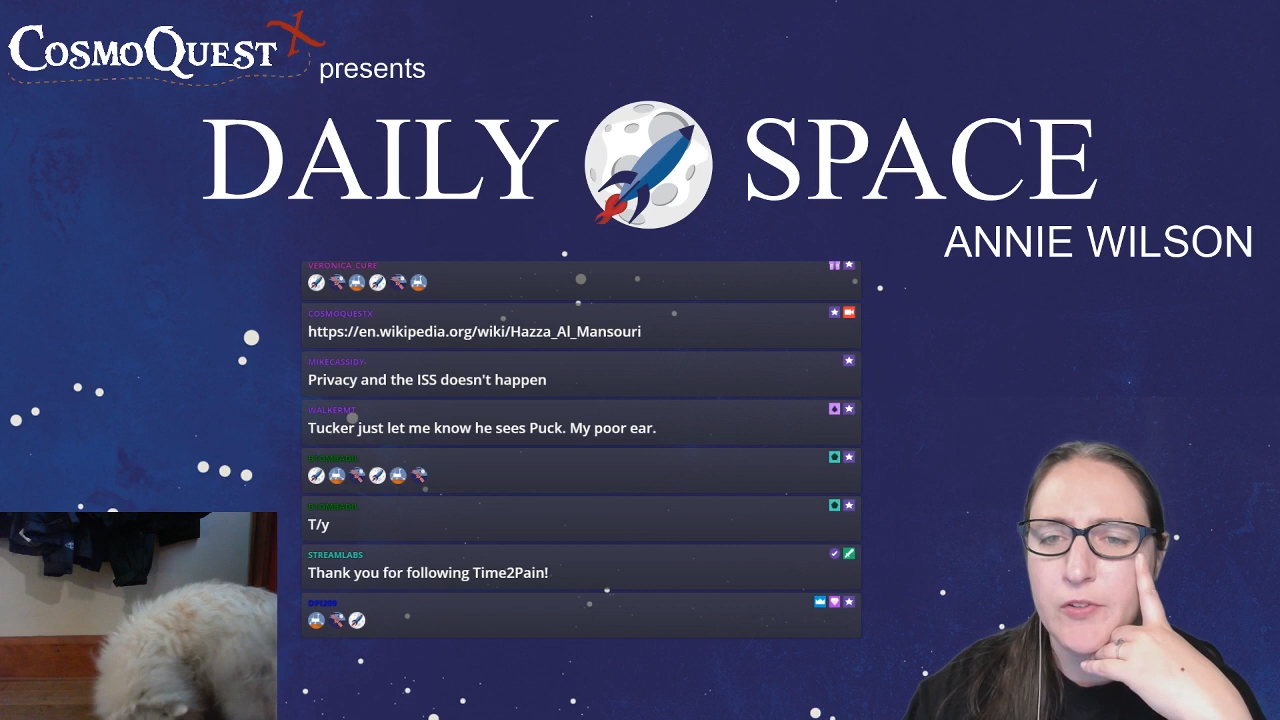 COSMOQUEST X
presents
DAILY SPACE
ANNIE WILSON
VERONICA_CURE
COSMOQUESTX
https://en.wikipedia.org/wiki/Hazza_Al_Mansouri
MIKECASSIDY-
Privacy and the ISS doesn't happen
WALKERMT
Tucker just let me know he sees Puck. My poor ear.
T/y
STREAMLABS
Thank you for following Time2Pain!